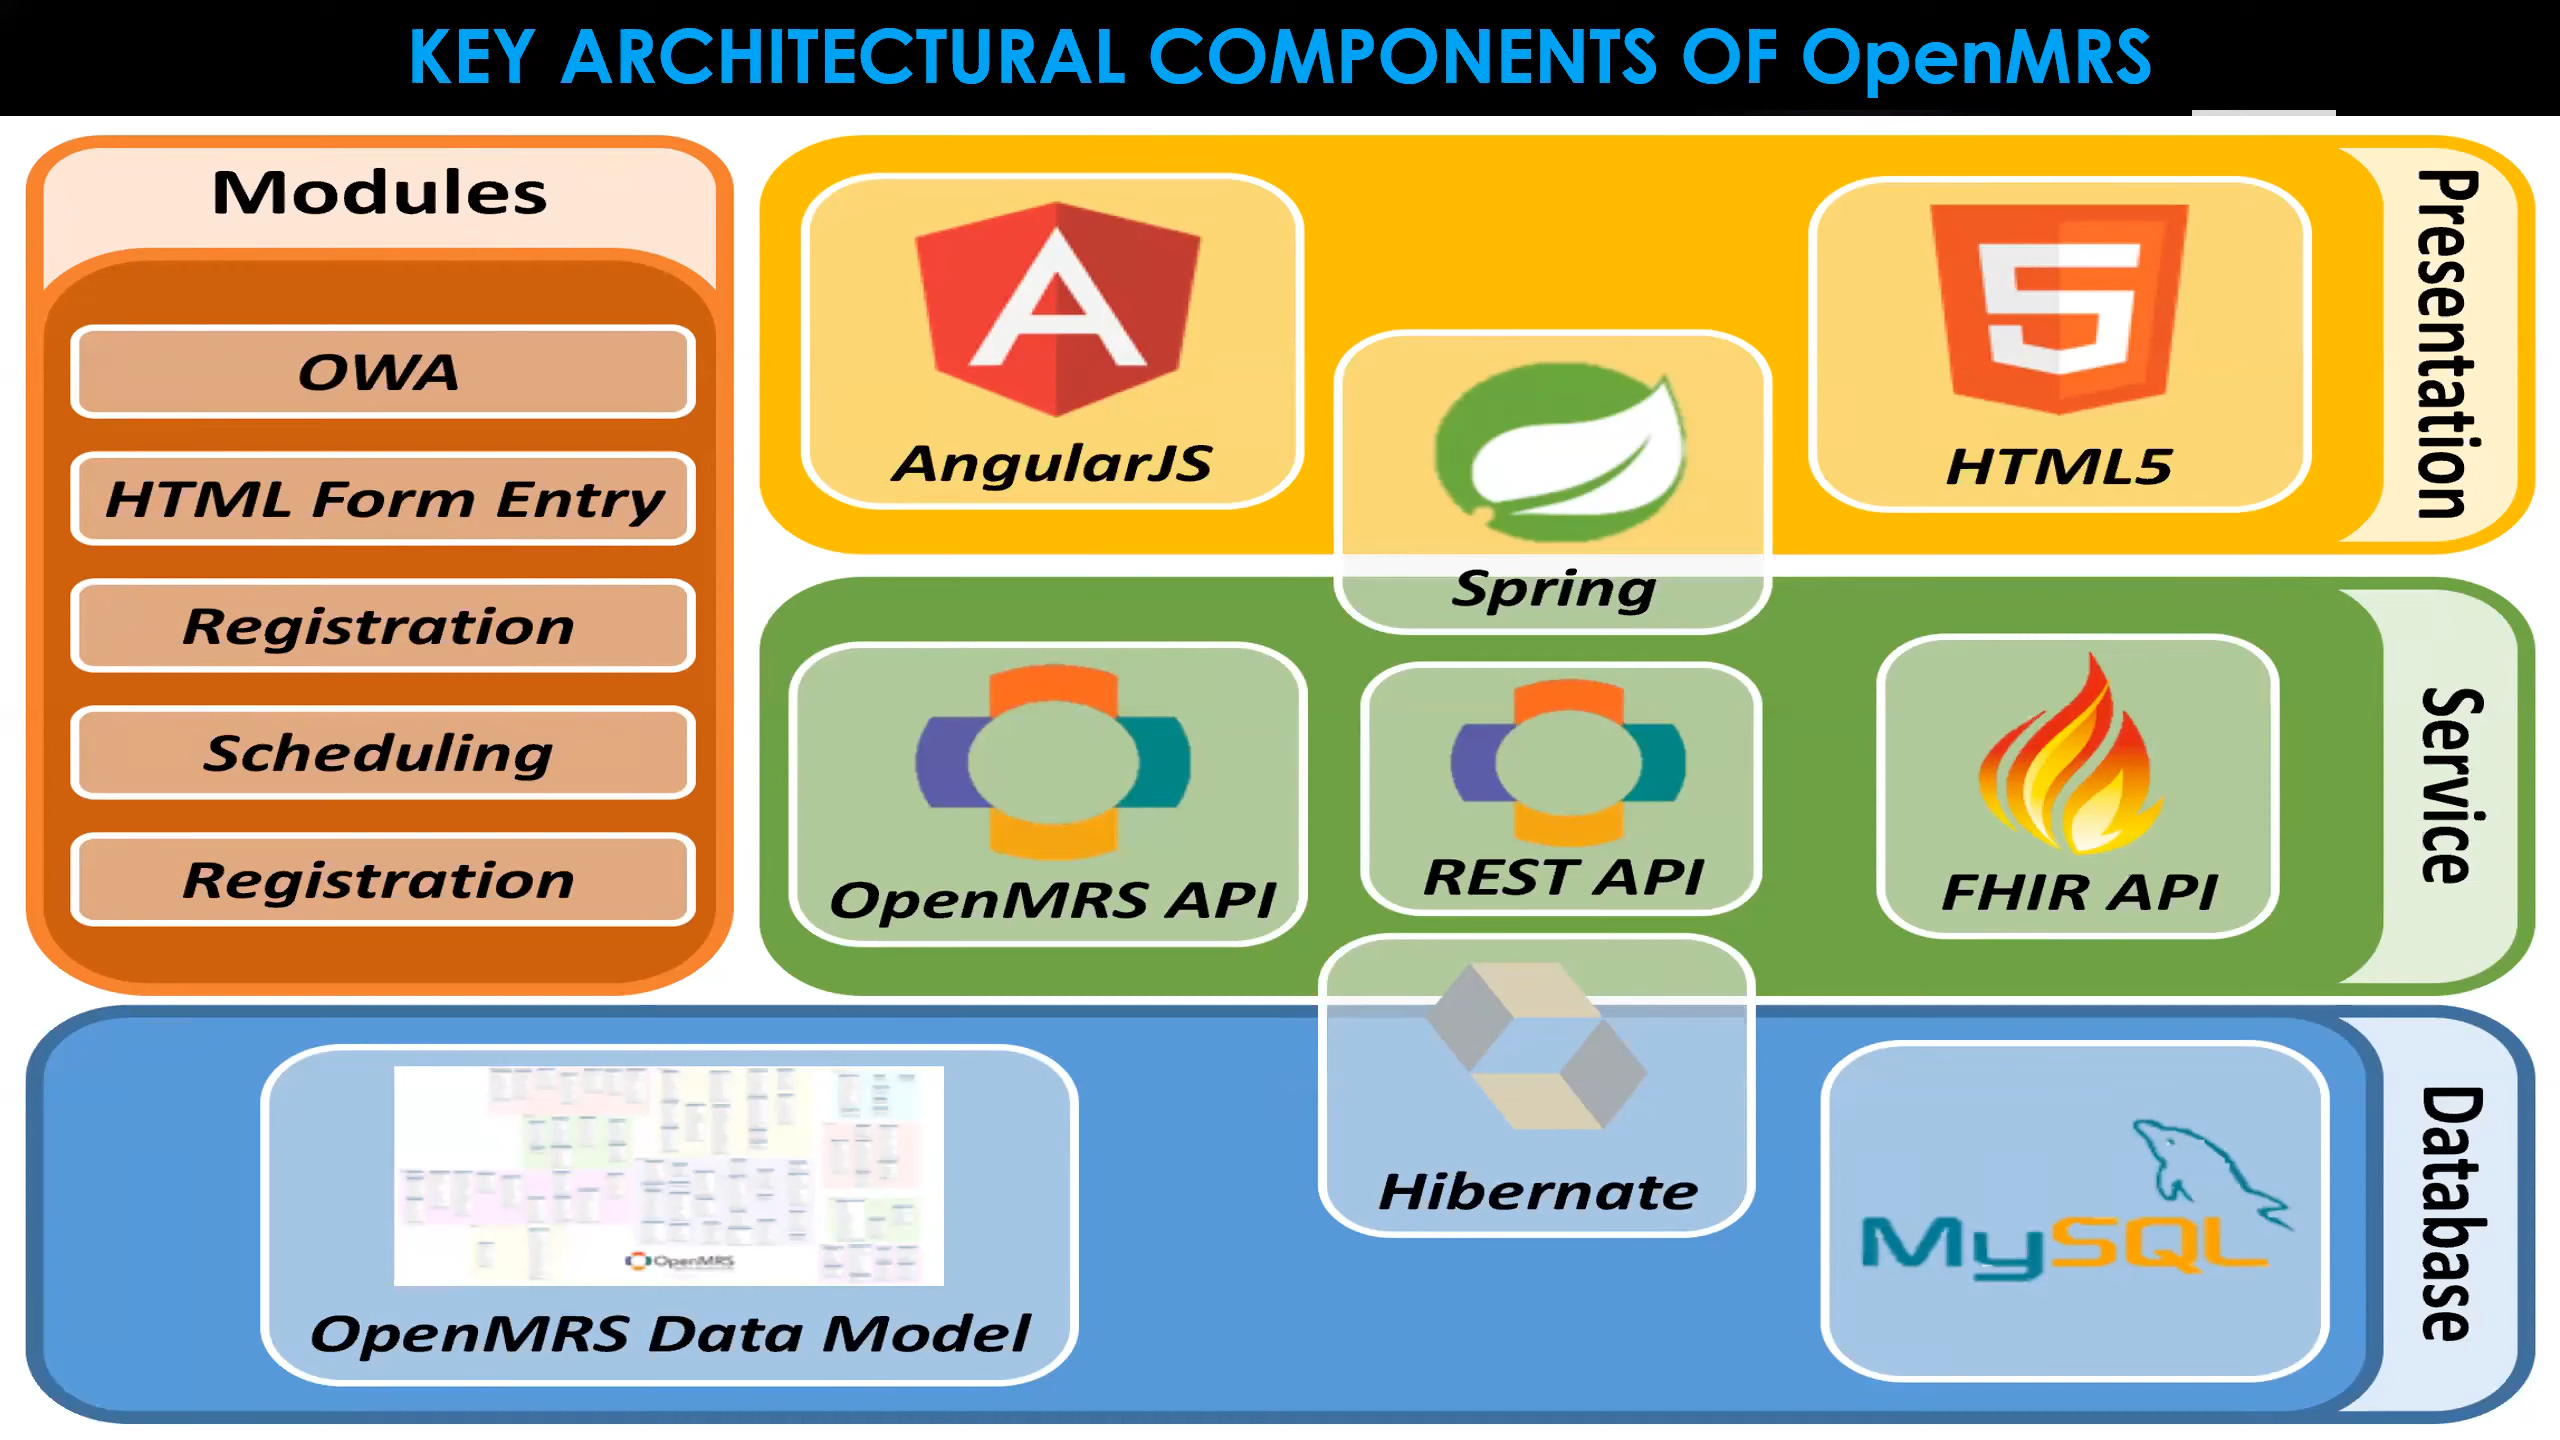 KEY ARCHITECTURAL COMPONENTS OF OpenMRS
Modules
OWA
HTML Form Entry
Registration
Scheduling
Registration
Presentation
AngularJS
Spring
HTML5
Service
OpenMRS API
REST API
FHIR API
Database
OpenMRS
OpenMRS Data Model
Hibernate
MySQL